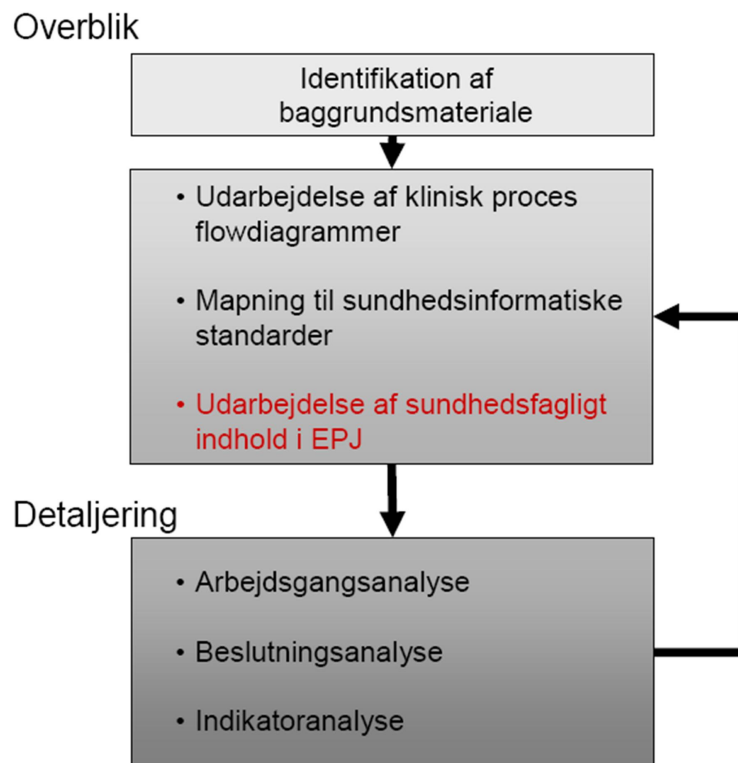 Overblik
Identifikation af
baggrundsmateriale
• Udarbejdelse af klinisk proces
flowdiagrammer
• Mapning til sundhedsinformatiske
standarder
• Udarbejdelse af sundhedsfagligt
indhold i EPJ
Detaljering
• Arbejdsgangsanalyse
• Beslutningsanalyse
• Indikatoranalyse